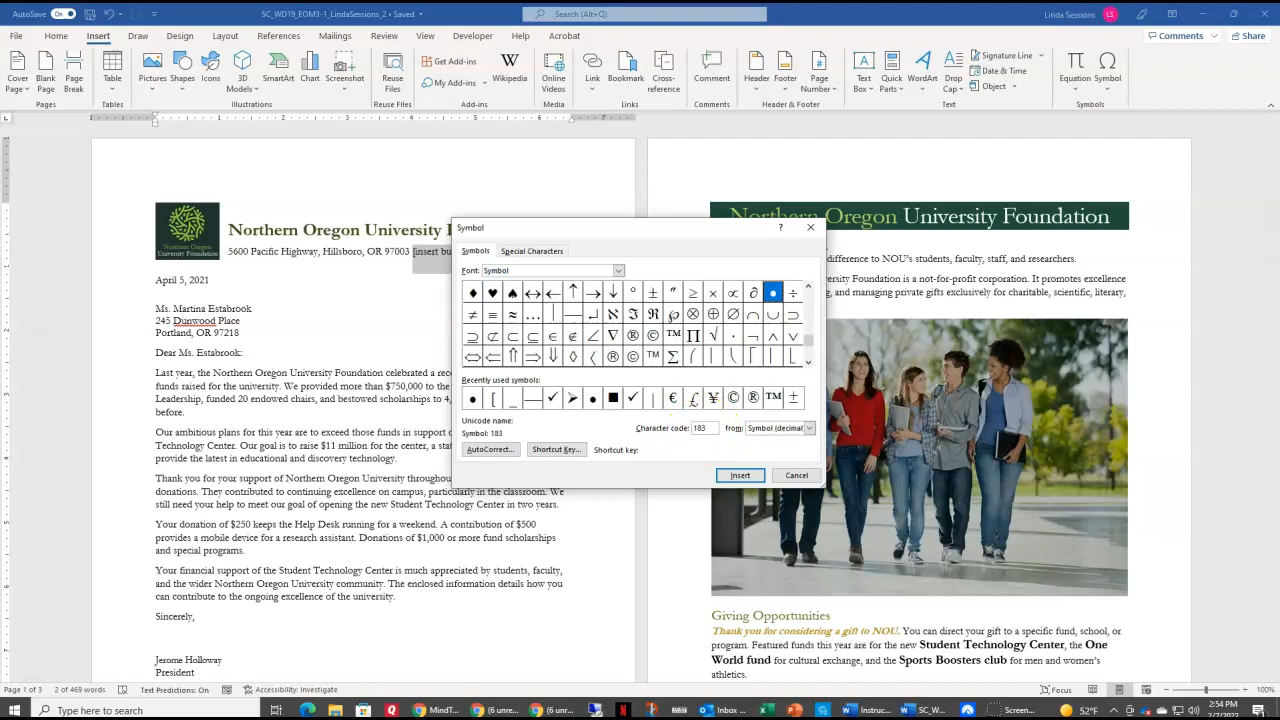 AutoSave On SC_WD19_EOM3-1_LindaSessions_2 • Saved Search (Alt+Q) Linda Sessions LS
File Home Insert Draw Design Layout References Mailings Review View Developer Help Acrobat Comments Share
Cover Page Blank Page Page Break Table Pictures Shapes Icons 3D Models SmartArt Chart Screenshot Reuse Files Get Add-ins My Add-ins Wikipedia Online Videos Link Bookmark Cross-reference Comment Header Footer Page Number Text Box Quick Parts WordArt Drop Cap Signature Line Date & Time Object Equation Symbol
Pages Tables Illustrations Reuse Files Add-ins Media Links Comments Header & Footer Text Symbols
Northern Oregon University Foundation
Northern Oregon University
5600 Pacific Highway, Hillsboro, OR 97003 [insert bu
April 5, 2021
Ms. Martina Estabrook
245 Dunwood Place
Portland, OR 97218
Dear Ms. Estabrook:
Last year, the Northern Oregon University Foundation celebrated a
funds raised for the university. We provided more than $750,000 to the
Leadership, funded 20 endowed chairs, and bestowed scholarships to
before.
Our ambitious plans for this year are to exceed those funds in support
Technology Center. Our goal is to raise $11 million for the center, a
provide the latest in educational and discovery technology.
Thank you for your support of Northern Oregon University
donations. They contributed to continuing excellence on campus, particularly in the classroom. We
still need your help to meet our goal of opening the new Student Technology Center in two years.
Your donation of $250 keeps the Help Desk running for a weekend. A contribution of $500
provides a mobile device for a research assistant. Donations of $1,000 or more fund scholarships
and special programs.
Your financial support of the Student Technology Center is much appreciated by students, faculty,
and the wider Northern Oregon University community. The enclosed information details how you
can contribute to the ongoing excellence of the university.
Sincerely,
Jerome Holloway
President
Symbol ?
Symbols Special Characters
Font: Symbol
♦ ♥ ♠ ↔ ← ↑ → ↓ ° ± ″ ≥ × ∝ ∂ • ÷
≠ ≡ ≈ … | — ↵ ℵ ℑ ℜ ℘ ⊗ ⊕ ∅ ∩ ∪ ⊃
⊇ ⊄ ⊂ ⊆ ∈ ∉ ∠ ∇ ® © ™ ∏ √ ⋅ ¬ ∧ ∨
⇔ ⇐ ⇑ ⇒ ⇓ ◊ 〈 ® © ™ ∑
Recently used symbols:
• [ _ — ✓ ➢ • ■ ✓ | € £ ¥ © ® ™ ±
Unicode name:
Symbol: 183
Character code: 183 from: Symbol (decimal
AutoCorrect... Shortcut Key... Shortcut key:
Insert Cancel
difference to NOU's students, faculty, staff, and researchers.
University Foundation is a not-for-profit corporation. It promotes excellence
and managing private gifts exclusively for charitable, scientific, literary,
Giving Opportunities
Thank you for considering a gift to NOU. You can direct your gift to a specific fund, school, or
program. Featured funds this year are for the new Student Technology Center, the One
World fund for cultural exchange, and the Sports Boosters club for men and women's
athletics.
Page 1 of 3 2 of 469 words Text Predictions: On Accessibility: Investigate Focus 100%
Type here to search MindT (6 unre (6 unr Inbox Instruc SC_W Screen 52°F 2:54 PM